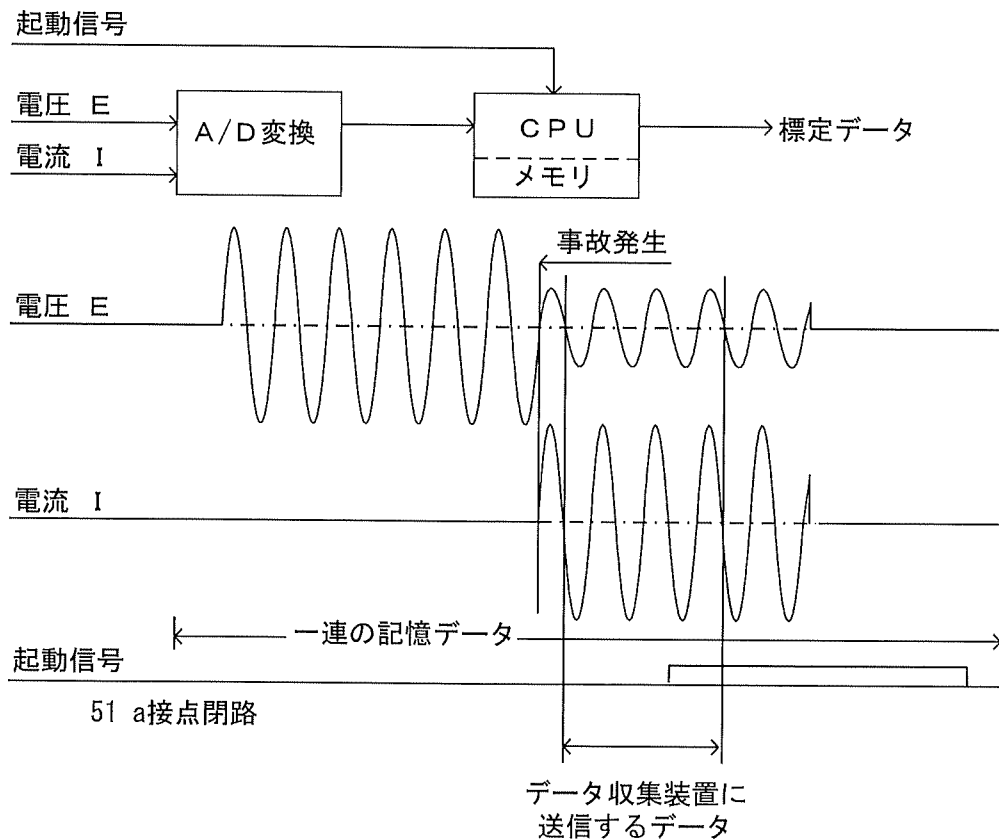 起動信号
電圧 E
電流 I
A/D変換
CPU
メモリ
標定データ
事故発生
電圧 E
電流 I
一連の記憶データ
起動信号
51 a接点閉路
データ収集装置に
送信するデータ